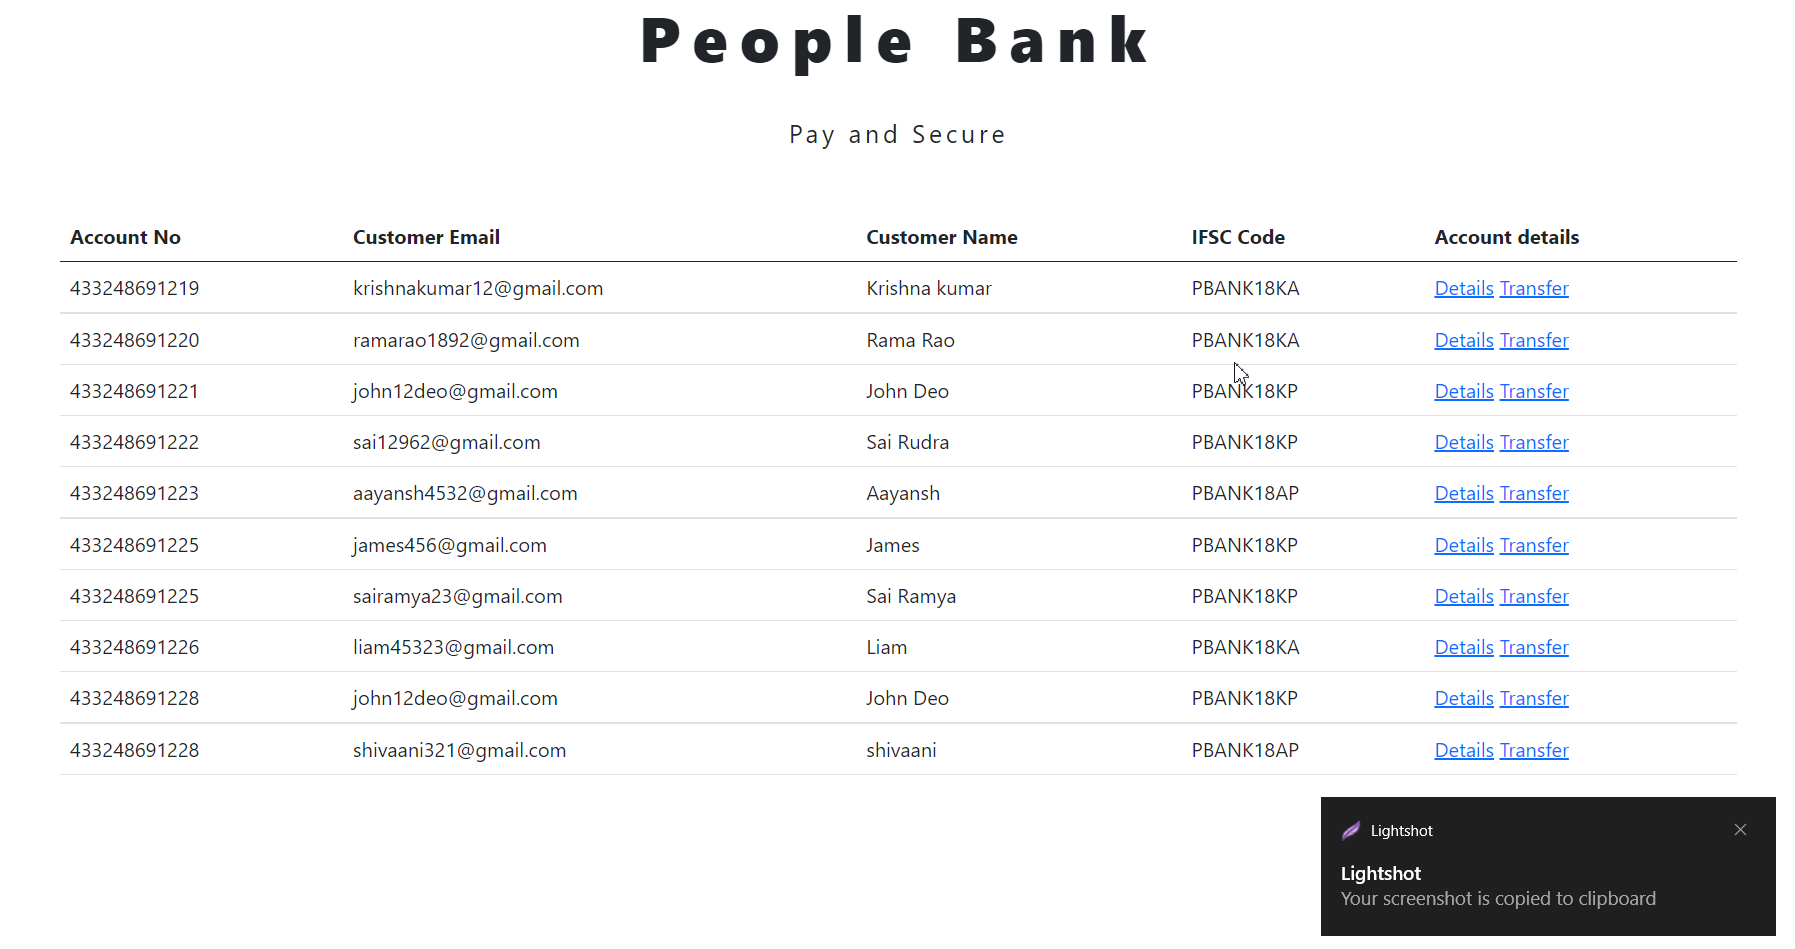 People Bank
Pay and Secure
Account No Customer Email Customer Name IFSC Code Account details
433248691219 krishnakumar12@gmail.com Krishna kumar PBANK18KA Details Transfer
433248691220 ramarao1892@gmail.com Rama Rao PBANK18KA Details Transfer
433248691221 john12deo@gmail.com John Deo PBANK18KP Details Transfer
433248691222 sai12962@gmail.com Sai Rudra PBANK18KP Details Transfer
433248691223 aayansh4532@gmail.com Aayansh PBANK18AP Details Transfer
433248691225 james456@gmail.com James PBANK18KP Details Transfer
433248691225 sairamya23@gmail.com Sai Ramya PBANK18KP Details Transfer
433248691226 liam45323@gmail.com Liam PBANK18KA Details Transfer
433248691228 john12deo@gmail.com John Deo PBANK18KP Details Transfer
433248691228 shivaani321@gmail.com shivaani PBANK18AP Details Transfer
Lightshot
Lightshot
Your screenshot is copied to clipboard